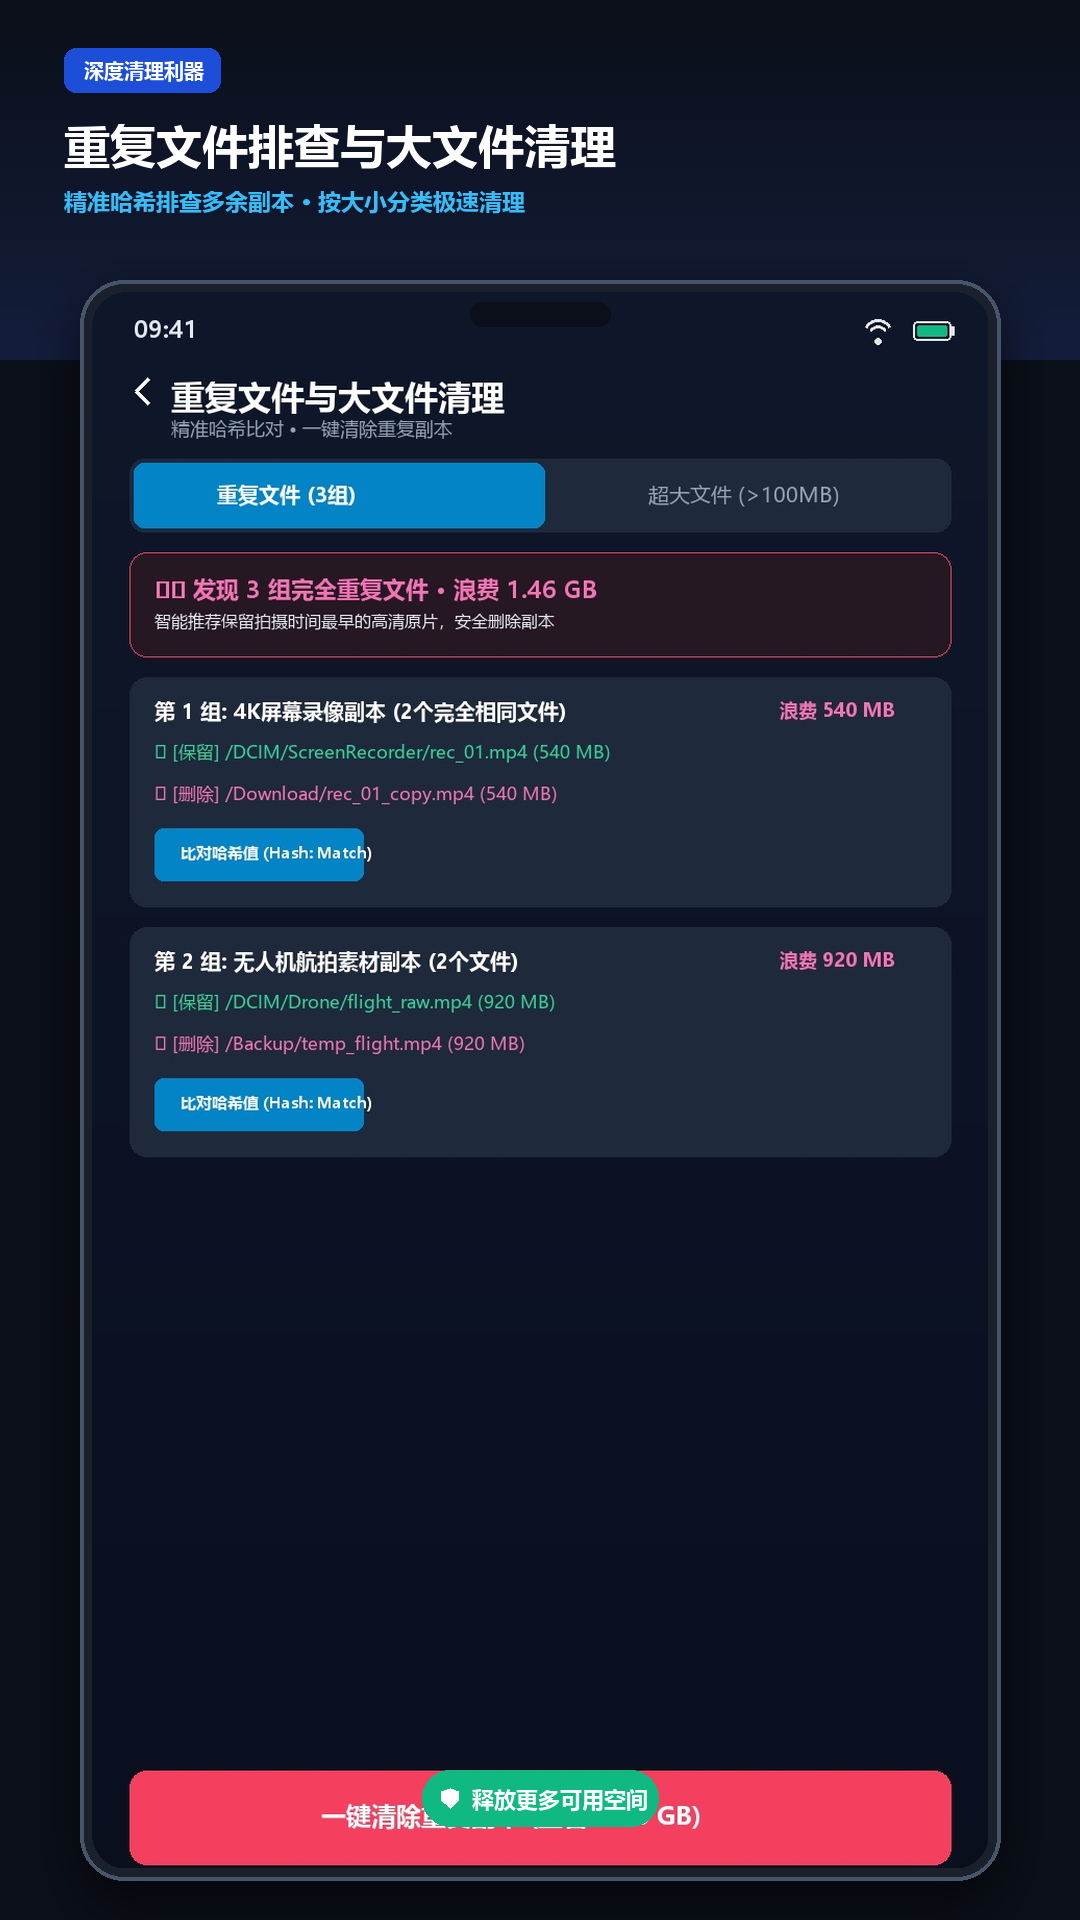 深度清理利器
重复文件排查与大文件清理
精准哈希排查多余副本 • 按大小分类极速清理
09:41
重复文件与大文件清理
精准哈希比对 • 一键清除重复副本
重复文件 (3组)
超大文件 (>100MB)
发现 3 组完全重复文件 • 浪费 1.46 GB
智能推荐保留拍摄时间最早的高清原片，安全删除副本
第 1 组: 4K屏幕录像副本 (2个完全相同文件)
浪费 540 MB
[保留] /DCIM/ScreenRecorder/rec_01.mp4 (540 MB)
[删除] /Download/rec_01_copy.mp4 (540 MB)
比对哈希值 (Hash: Match)
第 2 组: 无人机航拍素材副本 (2个文件)
浪费 920 MB
[保留] /DCIM/Drone/flight_raw.mp4 (920 MB)
[删除] /Backup/temp_flight.mp4 (920 MB)
比对哈希值 (Hash: Match)
释放更多可用空间
一键清除 GB)